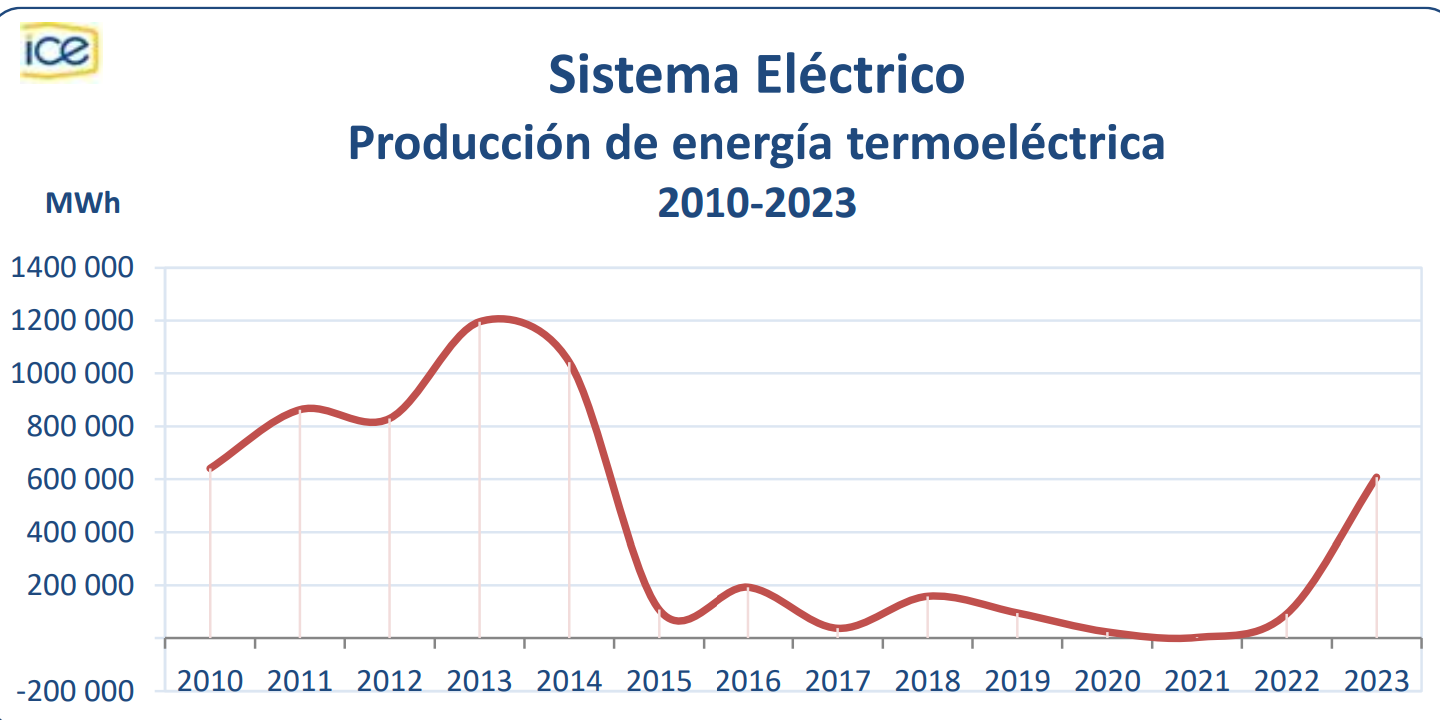 ice
Sistema Eléctrico
Producción de energía termoeléctrica
2010-2023
MWh
1400 000
1200 000
1000 000
800 000
600 000
400 000
200 000
-200 000
2010 2011 2012 2013 2014 2015 2016 2017 2018 2019 2020 2021 2022 2023